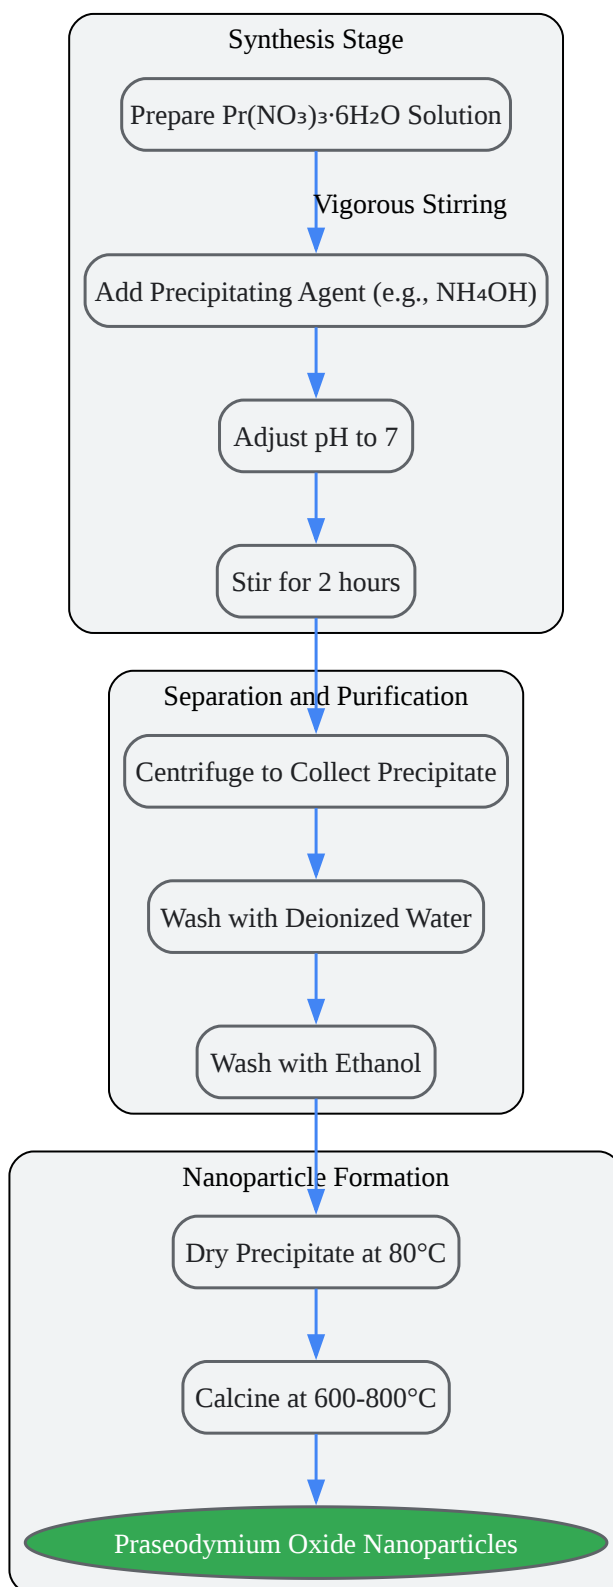 Synthesis Stage
Prepare Pr(NO₃)₃·6H₂O Solution
Vigorous Stirring
Add Precipitating Agent (e.g., NH₄OH)
Adjust pH to 7
Stir for 2 hours
Separation and Purification
Centrifuge to Collect Precipitate
Wash with Deionized Water
Wash with Ethanol
Nanoparticle Formation
Dry Precipitate at 80°C
Calcine at 600-800°C
Praseodymium Oxide Nanoparticles